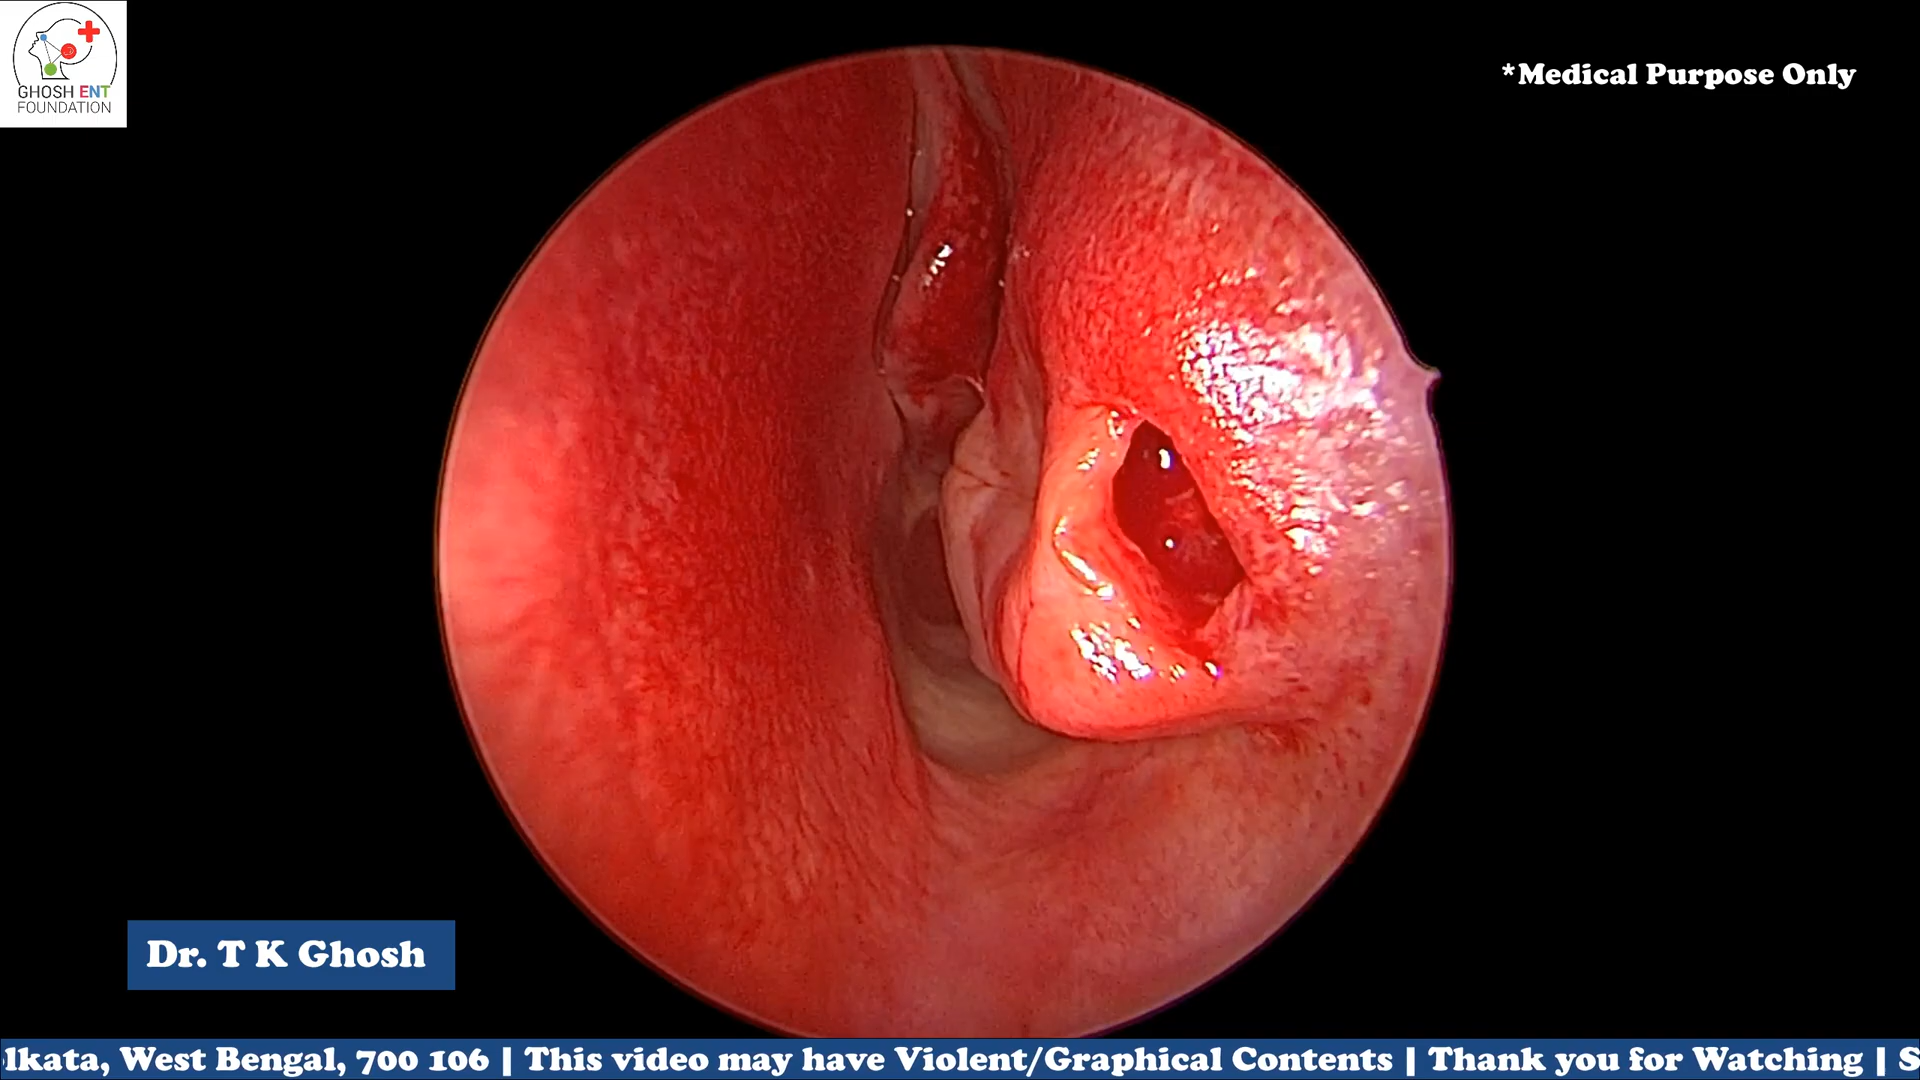 GHOSH ENT
FOUNDATION
*Medical Purpose Only
Dr. T K Ghosh
lkata, West Bengal, 700 106 | This video may have Violent/Graphical Contents | Thank you for Watching | S